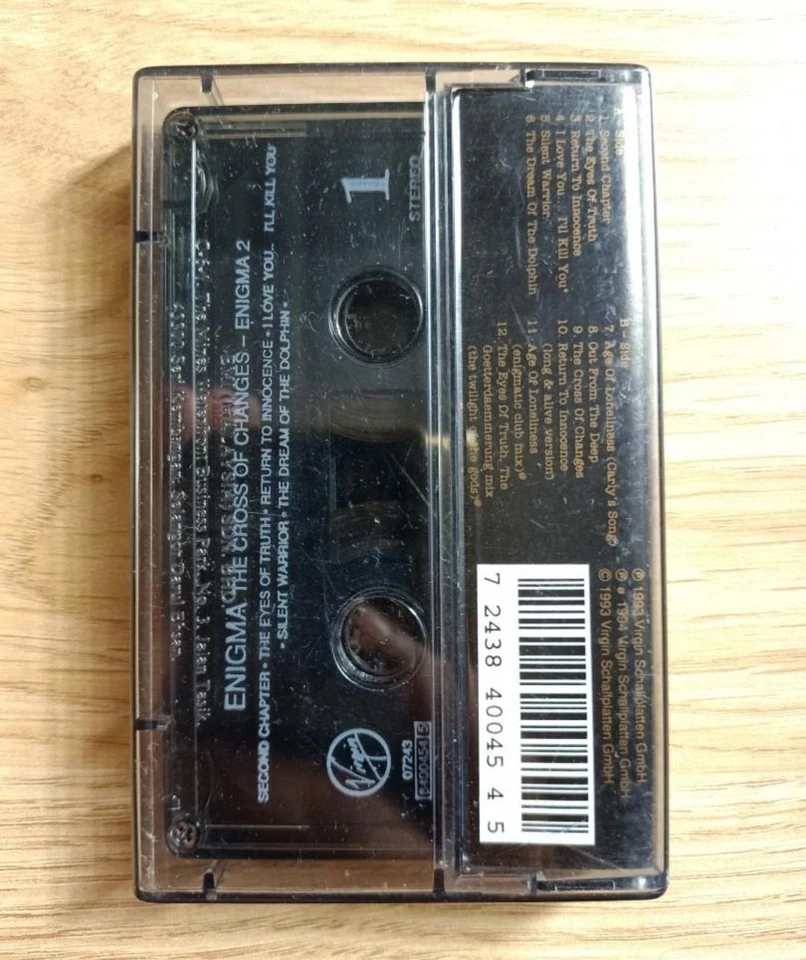 A - Side
1. Second Chapter
2. The Eyes Of Truth
3. Return To Innocence
4. I Love You... I'll Kill You*
5. Silent Warrior
6. The Dream Of The Dolphin
B - Side
7. Age Of Loneliness (Carly's Song)
8. Out From The Deep
9. The Cross Of Changes
10. Return To Innocence
(long & alive version)
11. Age Of Loneliness
(enigmatic club mix)
12. The Eyes Of Truth, The
Goetterdaemmerung mix
(the twilight of the gods)
℗ 1993 Virgin Schallplatten GmbH
℗ 1994 Virgin Schallplatten GmbH
© 1993 Virgin Schallplatten GmbH
7 2438 40045 4 5
1
STEREO
ENIGMA THE CROSS OF CHANGES – ENIGMA 2
SECOND CHAPTER • THE EYES OF TRUTH • RETURN TO INNOCENCE • I LOVE YOU... I'LL KILL YOU
• SILENT WARRIOR • THE DREAM OF THE DOLPHIN •
Virgin
07243
8400454 5
Business Park, No